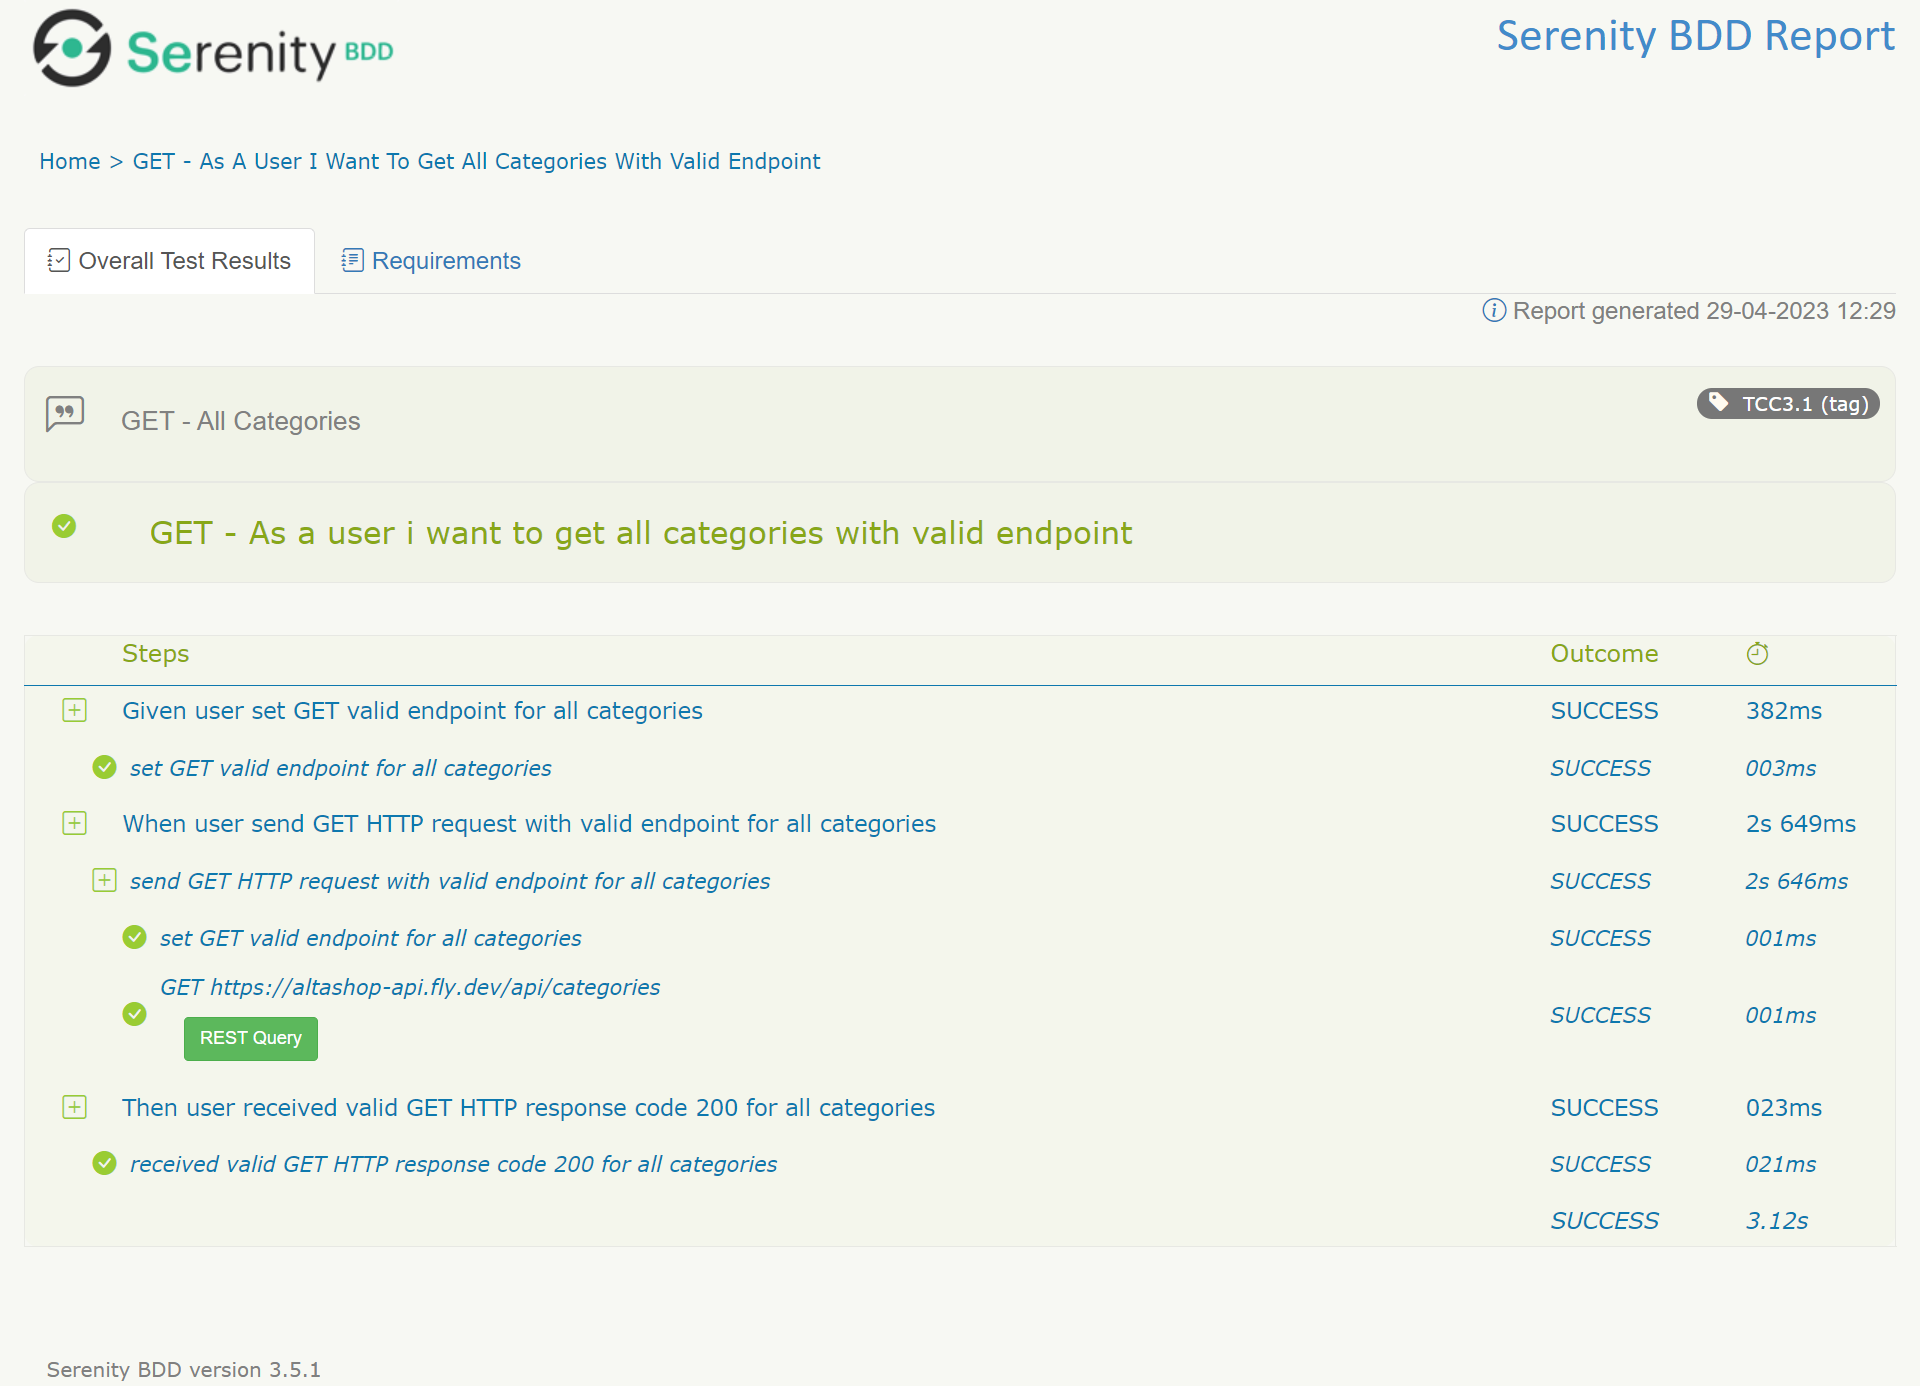 Serenity BDD
Serenity BDD Report
Home > GET - As A User I Want To Get All Categories With Valid Endpoint
Overall Test Results
Requirements
Report generated 29-04-2023 12:29
GET - All Categories
TCC3.1 (tag)
GET - As a user i want to get all categories with valid endpoint
Steps Outcome
Given user set GET valid endpoint for all categories SUCCESS 382ms
set GET valid endpoint for all categories SUCCESS 003ms
When user send GET HTTP request with valid endpoint for all categories SUCCESS 2s 649ms
send GET HTTP request with valid endpoint for all categories SUCCESS 2s 646ms
set GET valid endpoint for all categories SUCCESS 001ms
GET https://altashop-api.fly.dev/api/categories
REST Query
SUCCESS 001ms
Then user received valid GET HTTP response code 200 for all categories SUCCESS 023ms
received valid GET HTTP response code 200 for all categories SUCCESS 021ms
SUCCESS 3.12s
Serenity BDD version 3.5.1